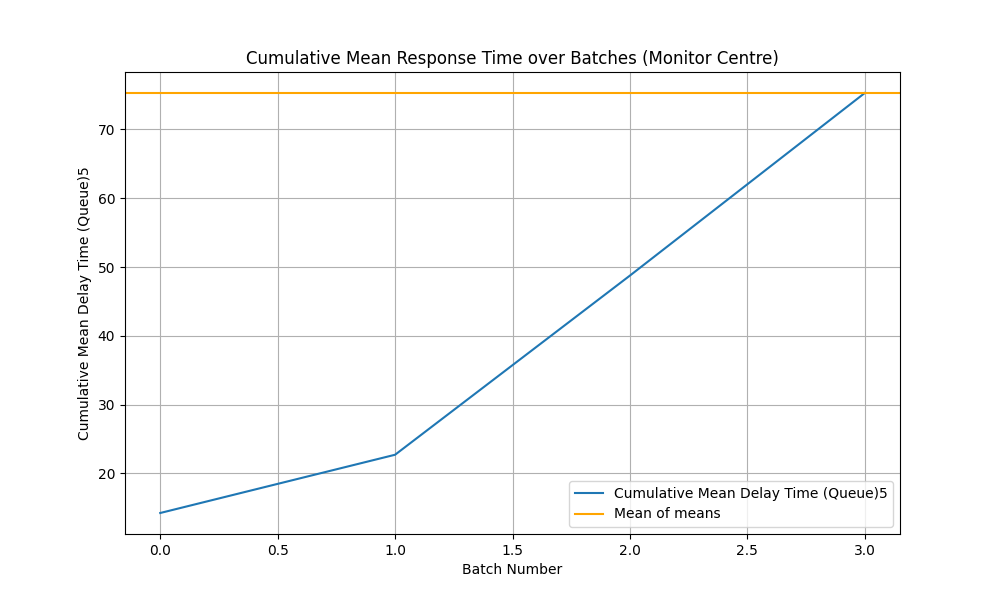 Cumulative Mean Response Time over Batches (Monitor Centre)
Cumulative Mean Delay Time (Queue)5
70
60
50
40
30
20
Cumulative Mean Delay Time (Queue)5
Mean of means
0.0 0.5 1.0 1.5 2.0 2.5 3.0
Batch Number